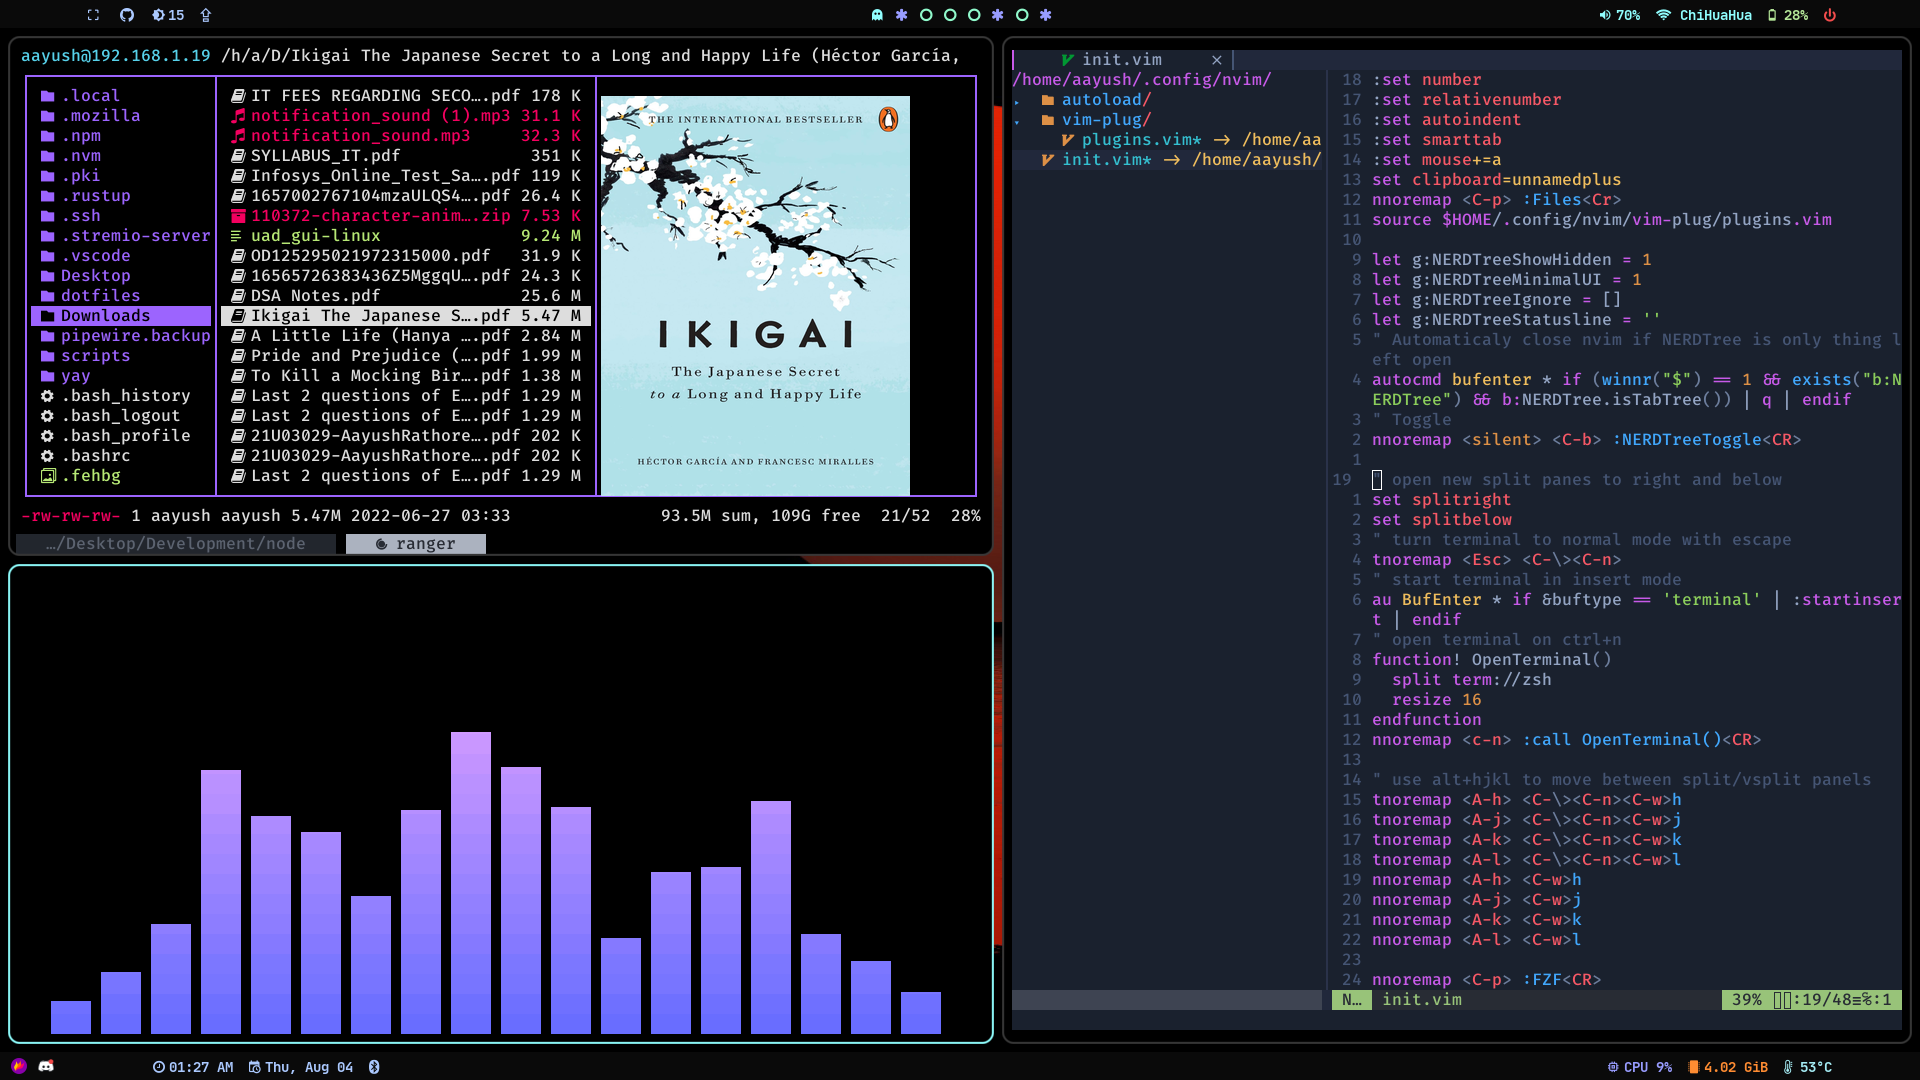 15
70% ChiHuaHua 28%
aayush@192.168.1.19 /h/a/D/Ikigai The Japanese Secret to a Long and Happy Life (Héctor García,
.local
.mozilla
.npm
.nvm
.pki
.rustup
.ssh
.stremio-server
.vscode
Desktop
dotfiles
Downloads
pipewire.backup
scripts
yay
.bash_history
.bash_logout
.bash_profile
.bashrc
.fehbg
IT FEES REGARDING SECO….pdf 178 K
notification_sound (1).mp3 31.1 K
notification_sound.mp3 32.3 K
SYLLABUS_IT.pdf 351 K
Infosys_Online_Test_Sa….pdf 119 K
1657002767104mzaULQS4….pdf 26.4 K
110372-character-anim….zip 7.53 K
uad_gui-linux 9.24 M
OD125295021972315000.pdf 31.9 K
16565726383436Z5MggqU….pdf 24.3 K
DSA Notes.pdf 25.6 M
Ikigai The Japanese S….pdf 5.47 M
A Little Life (Hanya ….pdf 2.84 M
Pride and Prejudice (….pdf 1.99 M
To Kill a Mocking Bir….pdf 1.38 M
Last 2 questions of E….pdf 1.29 M
Last 2 questions of E….pdf 1.29 M
21U03029-AayushRathore….pdf 202 K
21U03029-AayushRathore….pdf 202 K
Last 2 questions of E….pdf 1.29 M
THE INTERNATIONAL BESTSELLER
IKIGAI
The Japanese Secret
to a Long and Happy Life
HÉCTOR GARCÍA AND FRANCESC MIRALLES
-rw-rw-rw- 1 aayush aayush 5.47M 2022-06-27 03:33 93.5M sum, 109G free 21/52 28%
…/Desktop/Development/node ranger
init.vim ×
/home/aayush/.config/nvim/
autoload/
vim-plug/
plugins.vim* → /home/aa
init.vim* → /home/aayush/
18 :set number
17 :set relativenumber
16 :set autoindent
15 :set smarttab
14 :set mouse+=a
13 set clipboard=unnamedplus
12 nnoremap <C-p> :Files<Cr>
11 source $HOME/.config/nvim/vim-plug/plugins.vim
10
9 let g:NERDTreeShowHidden = 1
8 let g:NERDTreeMinimalUI = 1
7 let g:NERDTreeIgnore = []
6 let g:NERDTreeStatusline = ''
5 " Automaticaly close nvim if NERDTree is only thing l
eft open
4 autocmd bufenter * if (winnr("$") == 1 && exists("b:N
ERDTree") && b:NERDTree.isTabTree()) | q | endif
3 " Toggle
2 nnoremap <silent> <C-b> :NERDTreeToggle<CR>
1
19 " open new split panes to right and below
1 set splitright
2 set splitbelow
3 " turn terminal to normal mode with escape
4 tnoremap <Esc> <C-\><C-n>
5 " start terminal in insert mode
6 au BufEnter * if &buftype == 'terminal' | :startinser
t | endif
7 " open terminal on ctrl+n
8 function! OpenTerminal()
9 split term://zsh
10 resize 16
11 endfunction
12 nnoremap <c-n> :call OpenTerminal()<CR>
13
14 " use alt+hjkl to move between split/vsplit panels
15 tnoremap <A-h> <C-\><C-n><C-w>h
16 tnoremap <A-j> <C-\><C-n><C-w>j
17 tnoremap <A-k> <C-\><C-n><C-w>k
18 tnoremap <A-l> <C-\><C-n><C-w>l
19 nnoremap <A-h> <C-w>h
20 nnoremap <A-j> <C-w>j
21 nnoremap <A-k> <C-w>k
22 nnoremap <A-l> <C-w>l
23
24 nnoremap <C-p> :FZF<CR>
N… init.vim 39% :19/48≡%:1
01:27 AM Thu, Aug 04
CPU 9% 4.02 GiB 53°C